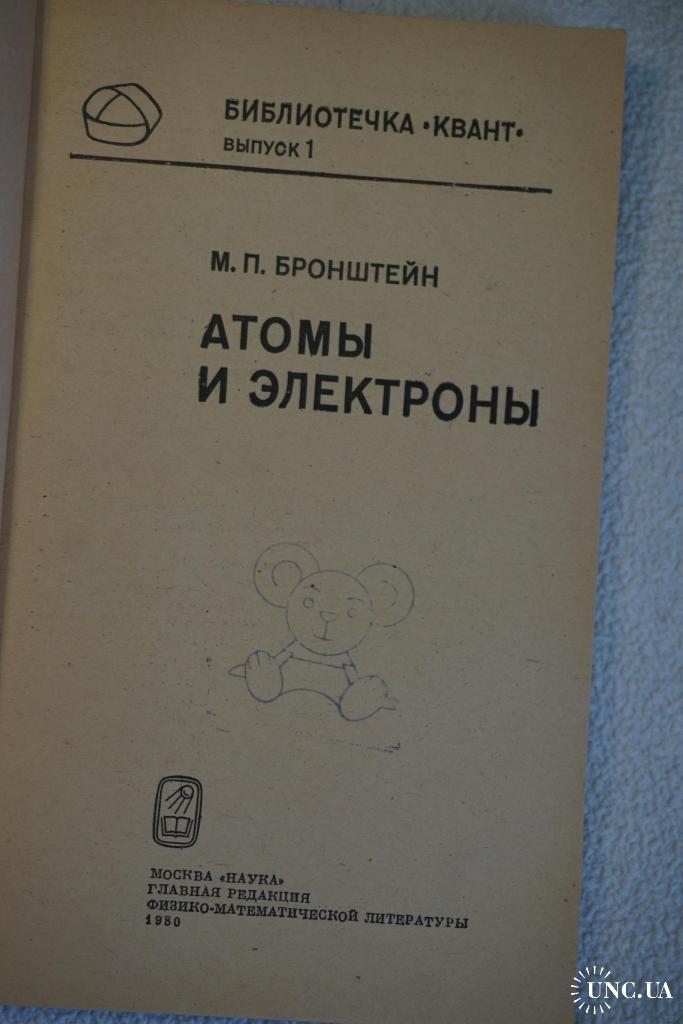 БИБЛИОТЕЧКА •КВАНТ•
ВЫПУСК 1
М. П. БРОНШТЕЙН
АТОМЫ
И ЭЛЕКТРОНЫ
МОСКВА «НАУКА»
ГЛАВНАЯ РЕДАКЦИЯ
ФИЗИКО-МАТЕМАТИЧЕСКОЙ ЛИТЕРАТУРЫ
1980
UNC.UA